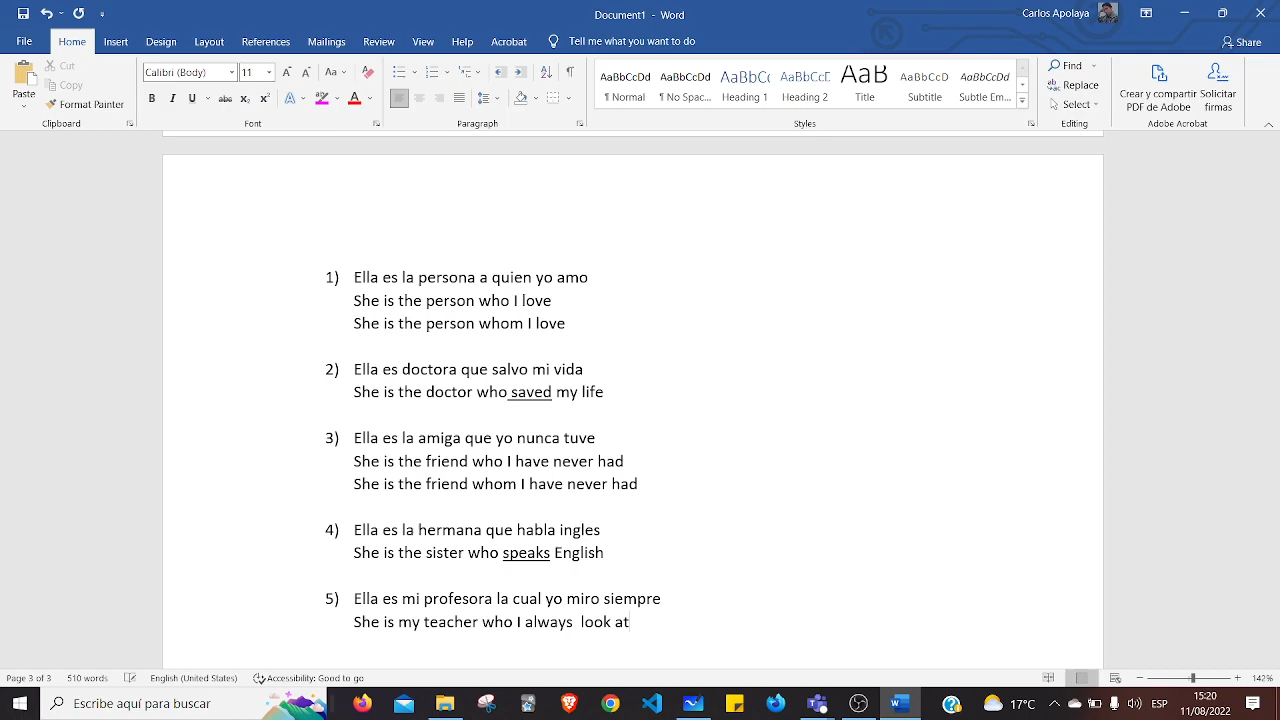 Document1 - Word
Carlos Apolaya
File Home Insert Design Layout References Mailings Review View Help Acrobat Tell me what you want to do Share
Paste
Cut
Copy
Format Painter
Clipboard
Calibri (Body) 11
Font
Paragraph
AaBbCcDd AaBbCcDd AaBbC AaBbCcD AaB AaBbCcD AaBbCcDd
¶ Normal ¶ No Spac... Heading 1 Heading 2 Title Subtitle Subtle Em...
Styles
Find
Replace
Select
Editing
Crear y compartir PDF de Adobe
Solicitar firmas
Adobe Acrobat
1) Ella es la persona a quien yo amo
She is the person who I love
She is the person whom I love
2) Ella es doctora que salvo mi vida
She is the doctor who saved my life
3) Ella es la amiga que yo nunca tuve
She is the friend who I have never had
She is the friend whom I have never had
4) Ella es la hermana que habla ingles
She is the sister who speaks English
5) Ella es mi profesora la cual yo miro siempre
She is my teacher who I always look at
Page 3 of 3 510 words English (United States) Accessibility: Good to go 142%
Escribe aquí para buscar
17°C ESP 15:20
11/08/2022